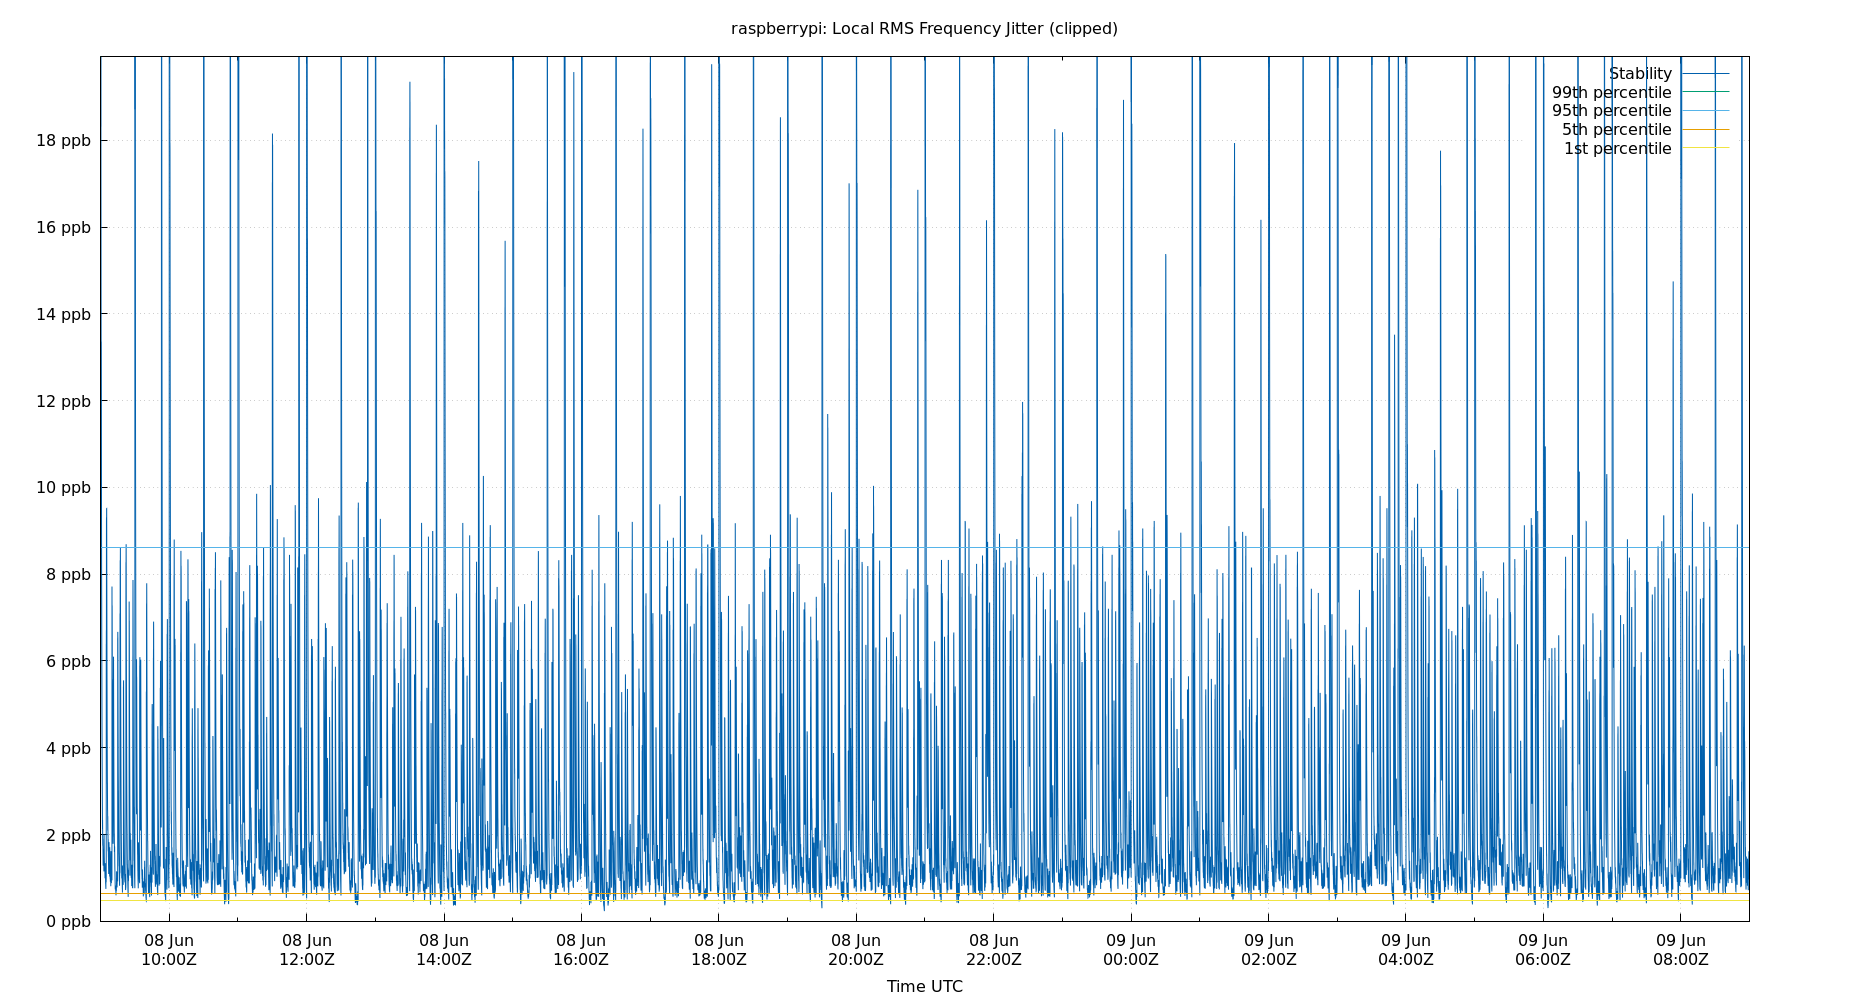 raspberrypi: Local RMS Frequency Jitter (clipped)
Stability
99th percentile
95th percentile
5th percentile
1st percentile
18 ppb
16 ppb
14 ppb
12 ppb
10 ppb
8 ppb
6 ppb
4 ppb
2 ppb
0 ppb
08 Jun 08 Jun 08 Jun 08 Jun 08 Jun 08 Jun 08 Jun 09 Jun 09 Jun 09 Jun 09 Jun 09 Jun
10:00Z 12:00Z 14:00Z 16:00Z 18:00Z 20:00Z 22:00Z 00:00Z 02:00Z 04:00Z 06:00Z 08:00Z
Time UTC